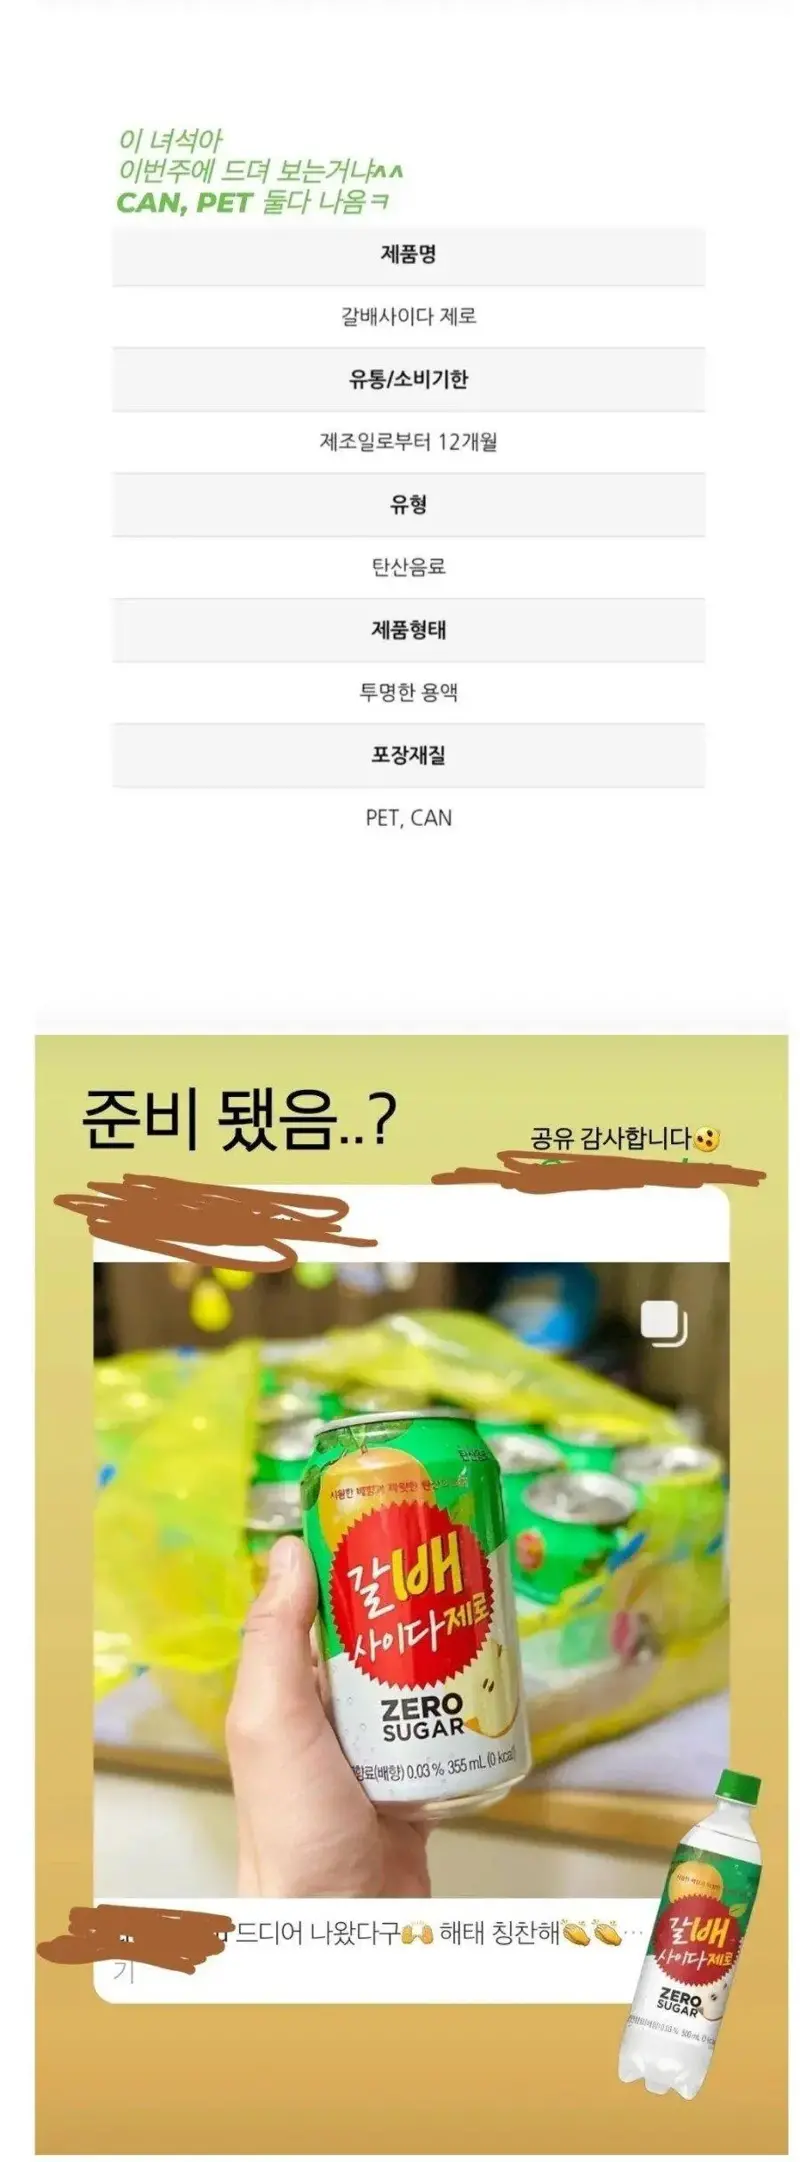 이 녀석아
이번주에 드뎌 보는거냐^^
CAN, PET 둘다 나옴ㅋ
제품명
갈배사이다 제로
유통/소비기한
제조일로부터 12개월
유형
탄산음료
제품형태
투명한 용액
포장재질
PET, CAN
준비 됐음..?
공유 감사합니다
탄산음료
시원한 배향과 짜릿한 탄산의
갈배
사이다제로
ZERO
SUGAR
향료(배향) 0.03 % 355 mL (0 kcal)
드디어 나왔다구🙌 해태 칭찬해👏👏…
기
갈배
사이다제로
ZERO
SUGAR
0.03 % 500 mL